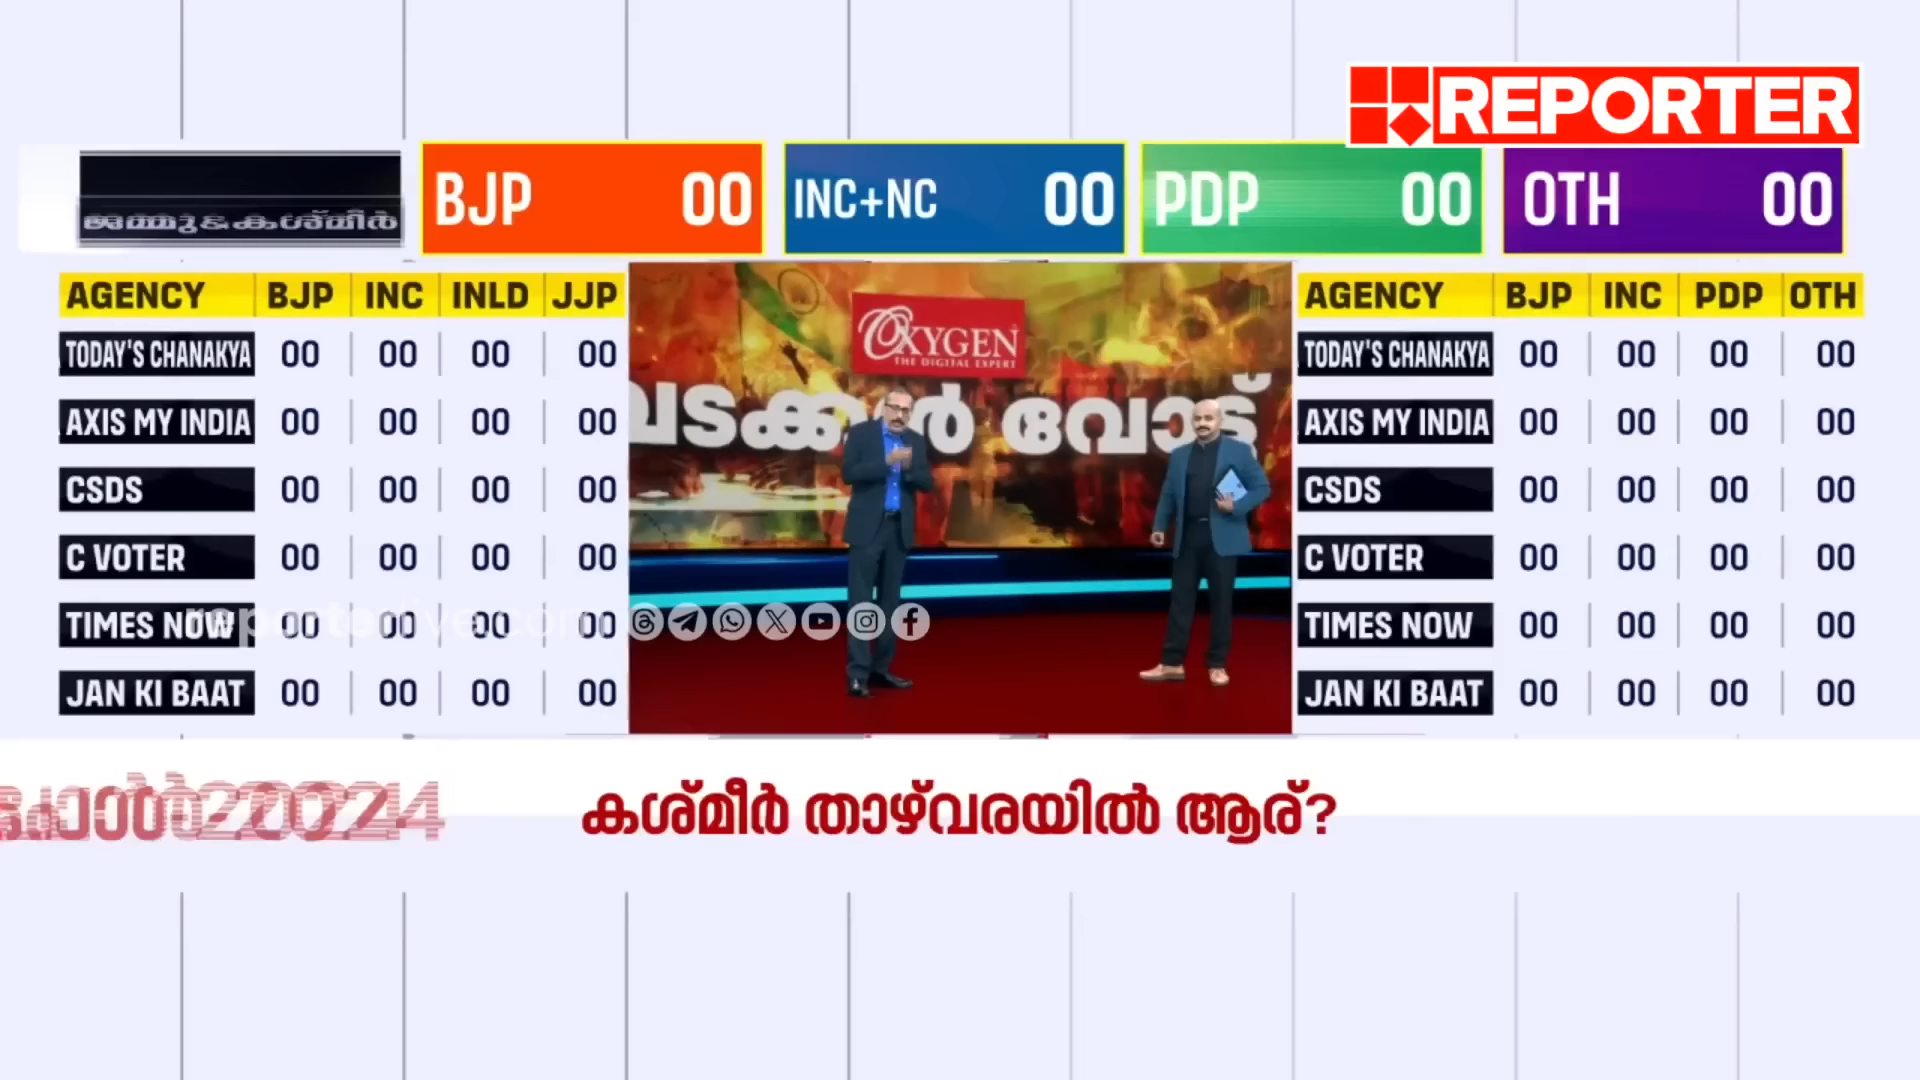 REPORTER
ജമ്മു&കശ്മീർ
BJP 00
INC+NC 00
PDP 00
OTH 00
AGENCY BJP INC INLD JJP
TODAY'S CHANAKYA 00 00 00 00
AXIS MY INDIA 00 00 00 00
CSDS 00 00 00 00
C VOTER 00 00 00 00
TIMES NOW 00 00 00 00
JAN KI BAAT 00 00 00 00
OXYGEN
THE DIGITAL EXPERT
വടക്കൻ വോട്ട്
reporterlive.com
AGENCY BJP INC PDP OTH
TODAY'S CHANAKYA 00 00 00 00
AXIS MY INDIA 00 00 00 00
CSDS 00 00 00 00
C VOTER 00 00 00 00
TIMES NOW 00 00 00 00
JAN KI BAAT 00 00 00 00
2024
കശ്മീർ താഴ്‌വരയിൽ ആര്?